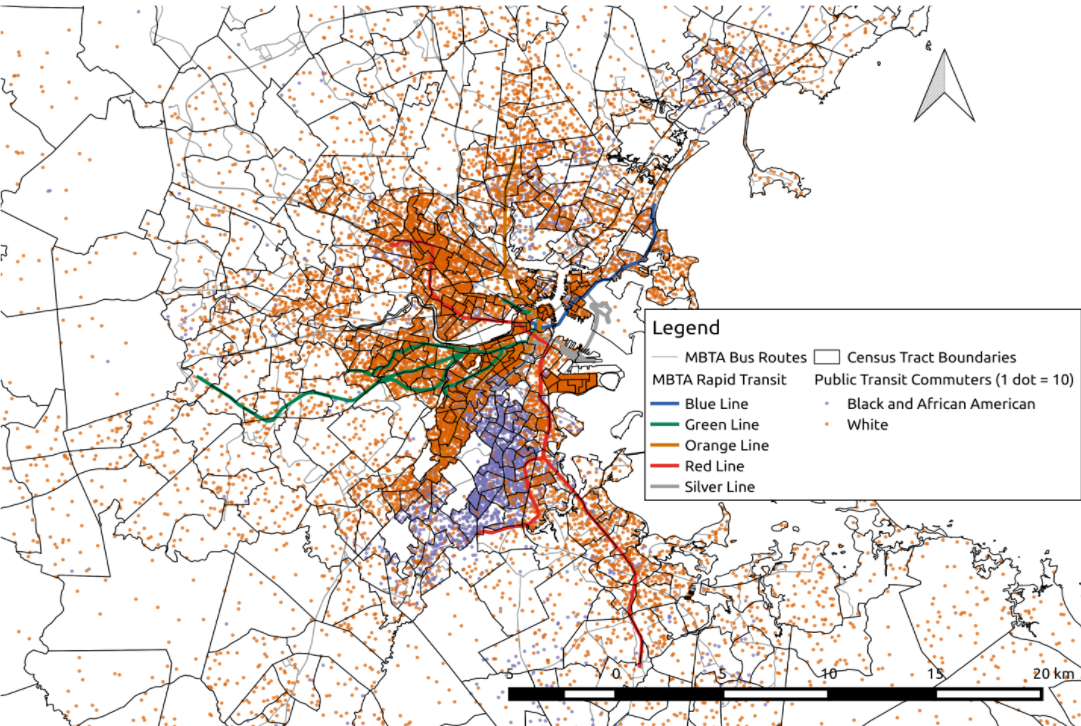 Legend
MBTA Bus Routes Census Tract Boundaries
MBTA Rapid Transit Public Transit Commuters (1 dot = 10)
Blue Line Black and African American
Green Line White
Orange Line
Red Line
Silver Line
5 0 5 10 15 20 km